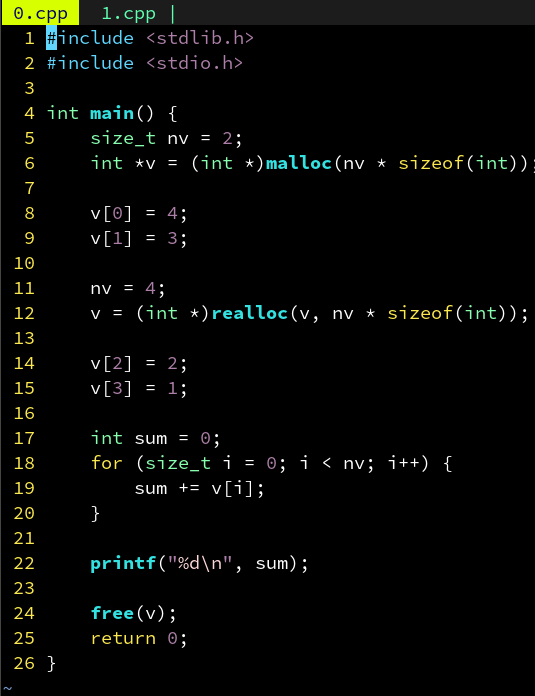 0.cpp 1.cpp |
1 #include <stdlib.h>
2 #include <stdio.h>
3
4 int main() {
5     size_t nv = 2;
6     int *v = (int *)malloc(nv * sizeof(int));
7
8     v[0] = 4;
9     v[1] = 3;
10
11     nv = 4;
12     v = (int *)realloc(v, nv * sizeof(int));
13
14     v[2] = 2;
15     v[3] = 1;
16
17     int sum = 0;
18     for (size_t i = 0; i < nv; i++) {
19         sum += v[i];
20     }
21
22     printf("%d\n", sum);
23
24     free(v);
25     return 0;
26 }
~